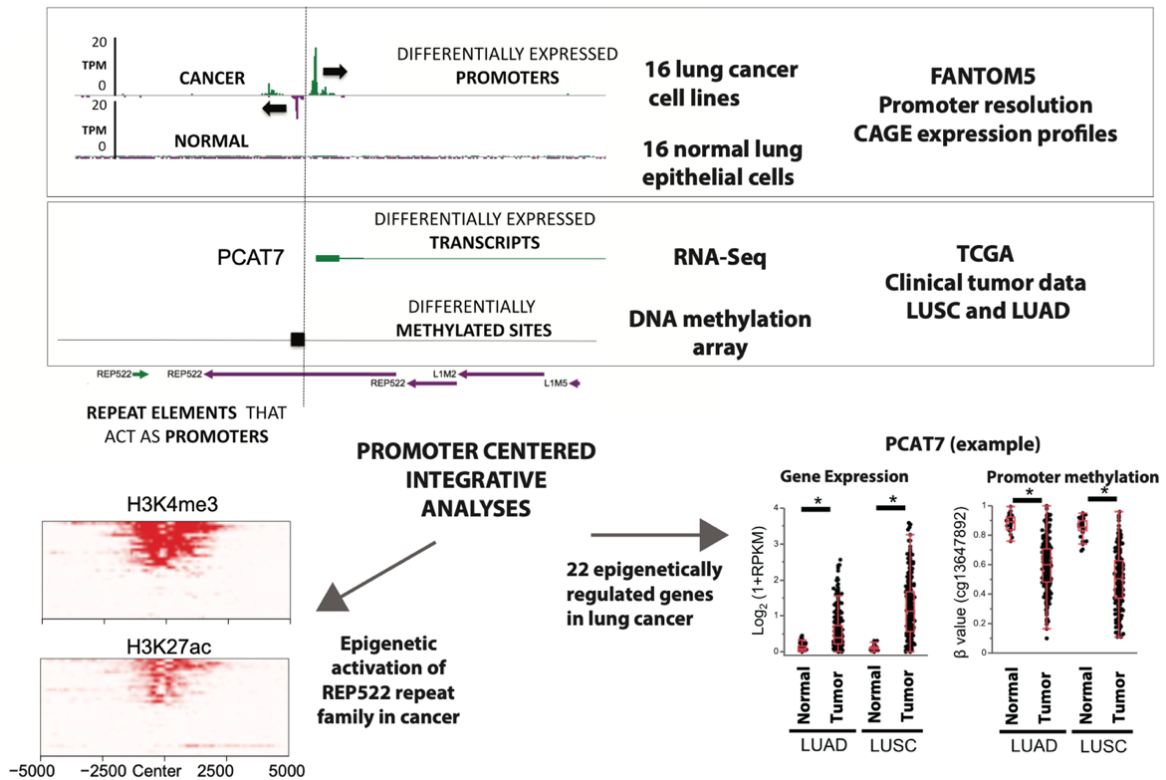 20
TPM
0
20
TPM
0
CANCER
NORMAL
DIFFERENTIALLY EXPRESSED
PROMOTERS
16 lung cancer
cell lines
16 normal lung
epithelial cells
FANTOM5
Promoter resolution
CAGE expression profiles
PCAT7
DIFFERENTIALLY EXPRESSED
TRANSCRIPTS
DIFFERENTIALLY
METHYLATED SITES
RNA-Seq
DNA methylation
array
TCGA
Clinical tumor data
LUSC and LUAD
REP522
REP522
REP522
L1M2
L1M5
REPEAT ELEMENTS THAT
ACT AS PROMOTERS
PROMOTER CENTERED
INTEGRATIVE
ANALYSES
H3K4me3
H3K27ac
−5000 −2500 Center 2500 5000
Epigenetic
activation of
REP522 repeat
family in cancer
22 epigenetically
regulated genes
in lung cancer
PCAT7 (example)
Gene Expression
* *
Log2 (1+RPKM)
4
3
2
1
0
Normal
Tumor
Normal
Tumor
LUAD
LUSC
Promoter methylation
* *
β value (cg13647892)
1
0.8
0.6
0.4
0.2
0
Normal
Tumor
Normal
Tumor
LUAD
LUSC